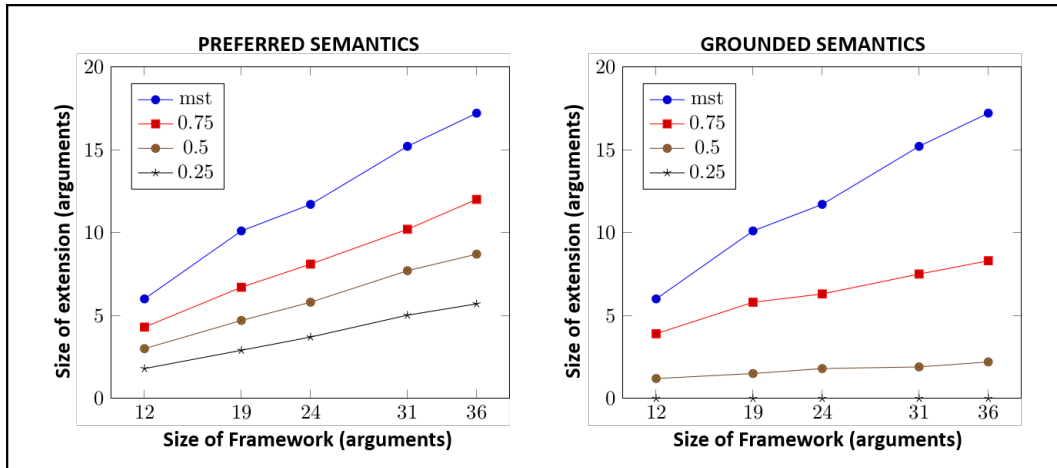 PREFERRED SEMANTICS
Size of extension (arguments)
20
15
10
5
0
mst
0.75
0.5
0.25
12 19 24 31 36
Size of Framework (arguments)
GROUNDED SEMANTICS
Size of extension (arguments)
20
15
10
5
0
mst
0.75
0.5
0.25
12 19 24 31 36
Size of Framework (arguments)